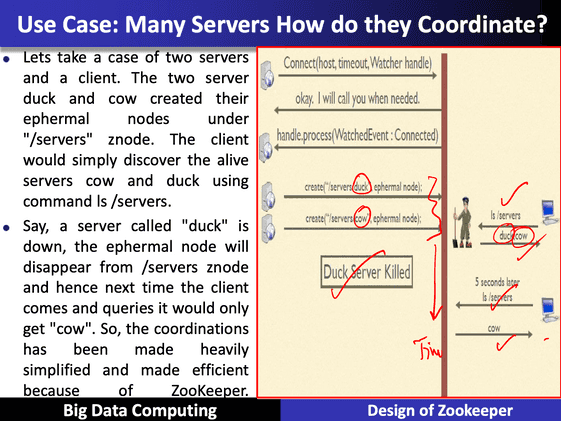 Use Case: Many Servers How do they Coordinate?
Lets take a case of two servers
and a client. The two server
duck and cow created their
ephermal nodes under
"/servers" znode. The client
would simply discover the alive
servers cow and duck using
command ls /servers.
Say, a server called "duck" is
down, the ephermal node will
disappear from /servers znode
and hence next time the client
comes and queries it would only
get "cow". So, the coordinations
has been made heavily
simplified and made efficient
because of ZooKeeper.
Connect(host, timeout, Watcher handle)
okay. I will call you when needed.
handle.process(WatchedEvent : Connected)
create("/servers/duck", ephermal node);
create("/servers/cow", ephermal node);
Duck Server Killed
Time
ls /servers
duck, cow
5 seconds later
ls /servers
cow
Big Data Computing
Design of Zookeeper